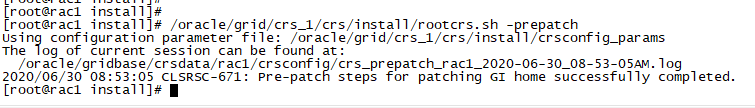 [root@rac1 install]#
[root@rac1 install]#
[root@rac1 install]# /oracle/grid/crs_1/crs/install/rootcrs.sh -prepatch
Using configuration parameter file: /oracle/grid/crs_1/crs/install/crsconfig_params
The log of current session can be found at:
  /oracle/gridbase/crsdata/rac1/crsconfig/crs_prepatch_rac1_2020-06-30_08-53-05AM.log
2020/06/30 08:53:05 CLSRSC-671: Pre-patch steps for patching GI home successfully completed.
[root@rac1 install]#